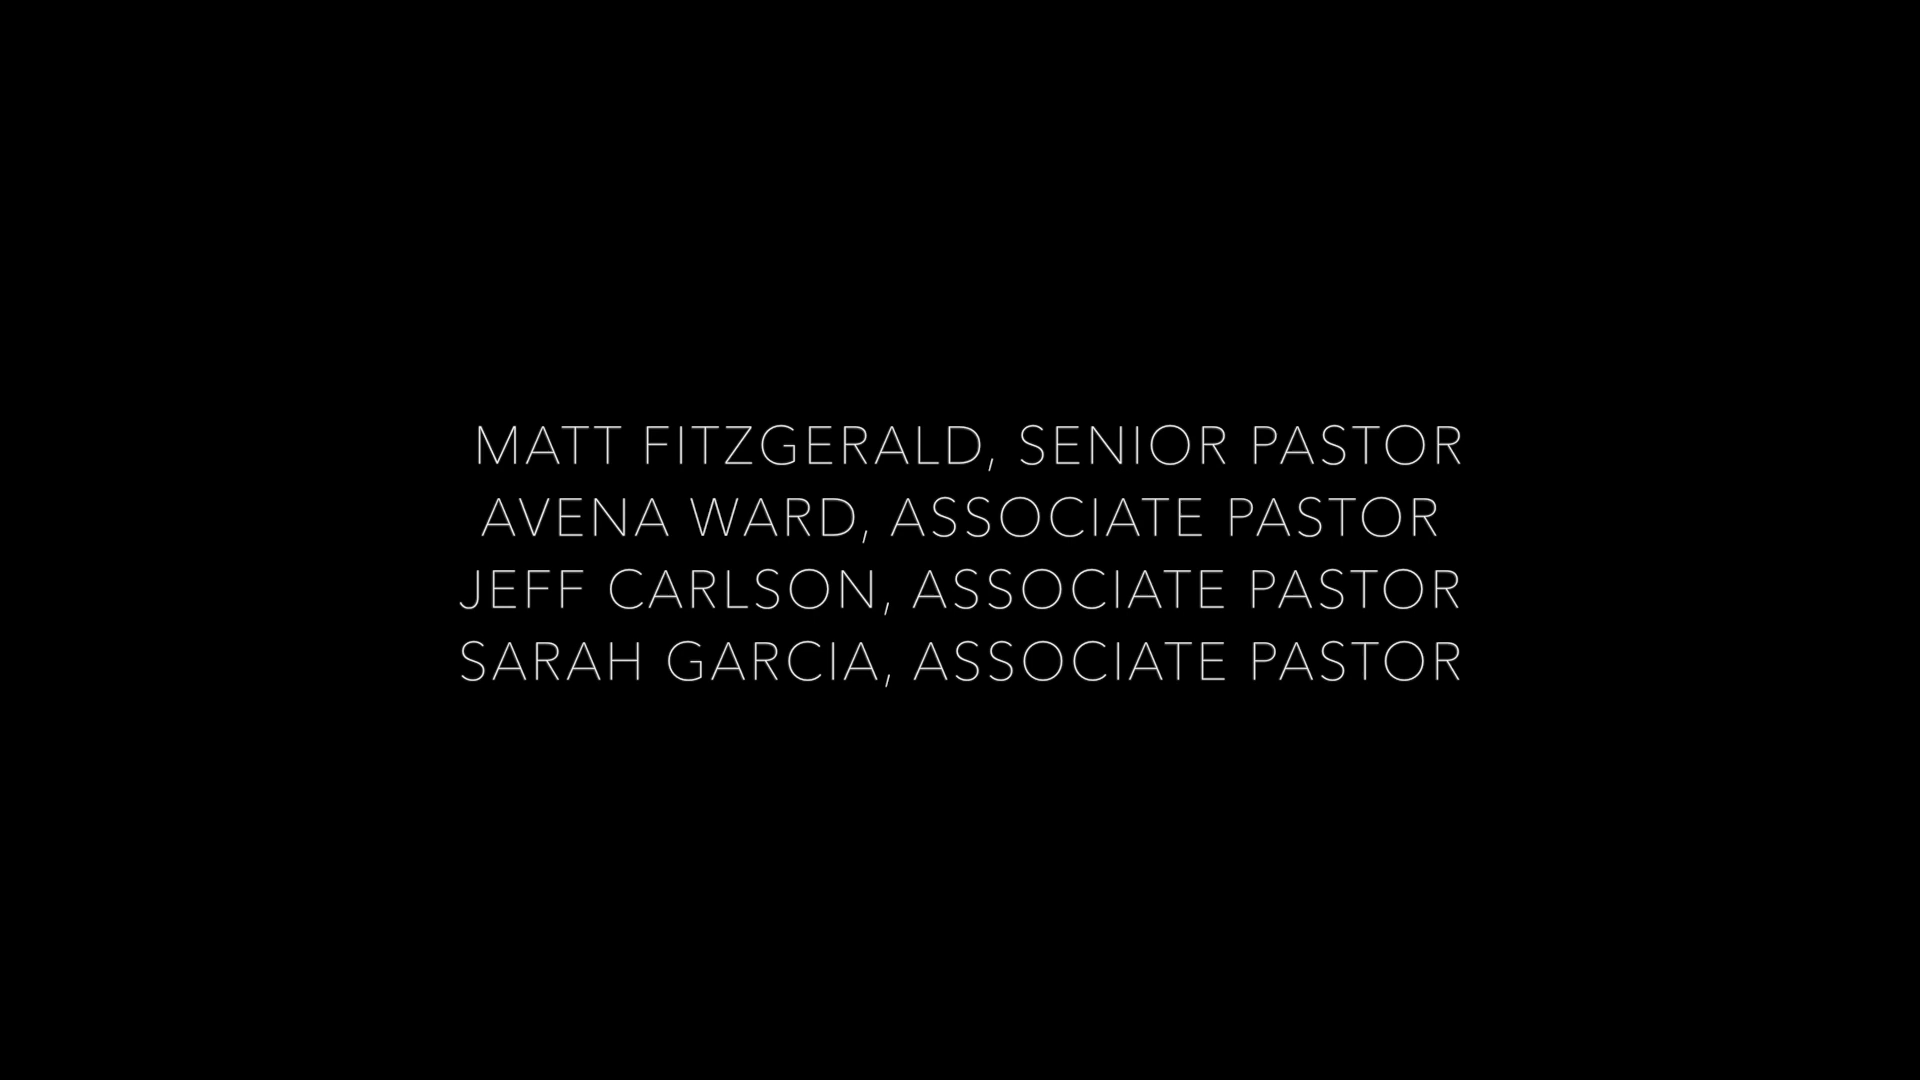 MATT FITZGERALD, SENIOR PASTOR
AVENA WARD, ASSOCIATE PASTOR
JEFF CARLSON, ASSOCIATE PASTOR
SARAH GARCIA, ASSOCIATE PASTOR